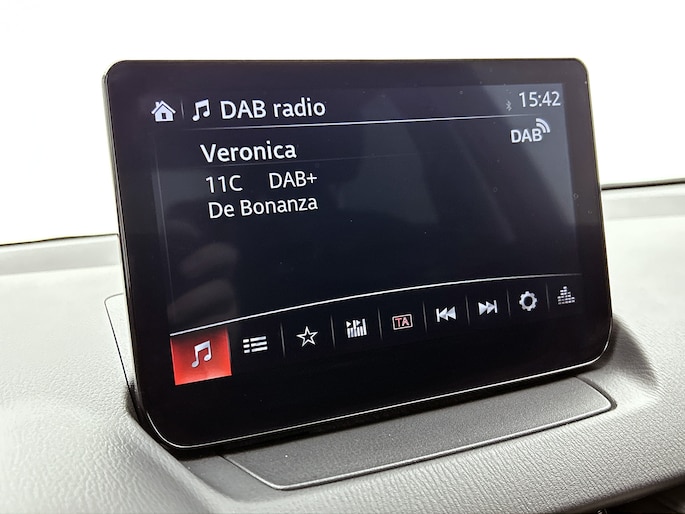 DAB radio
15:42
DAB
Veronica
11C DAB+
De Bonanza
TA